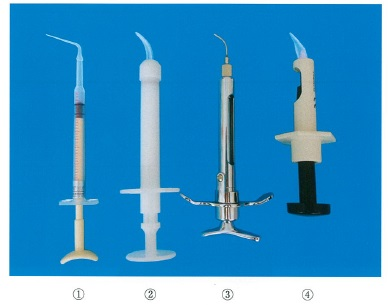 ① ② ③ ④